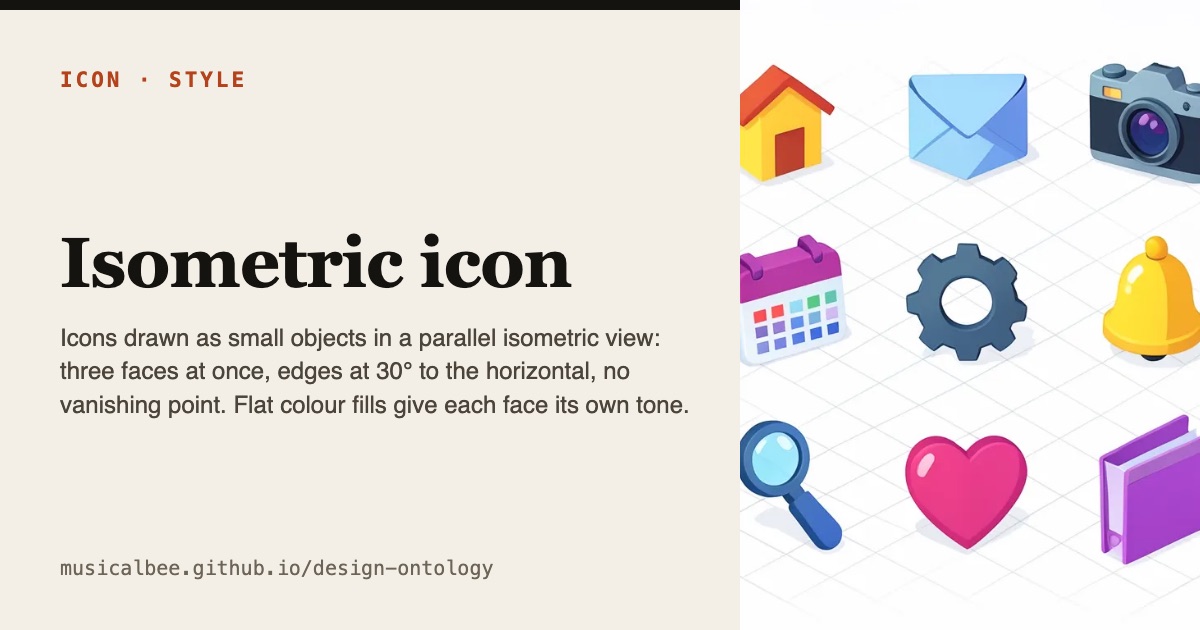 ICON · STYLE
Isometric icon
Icons drawn as small objects in a parallel isometric view:
three faces at once, edges at 30° to the horizontal, no
vanishing point. Flat colour fills give each face its own tone.
musicalbee.github.io/design-ontology